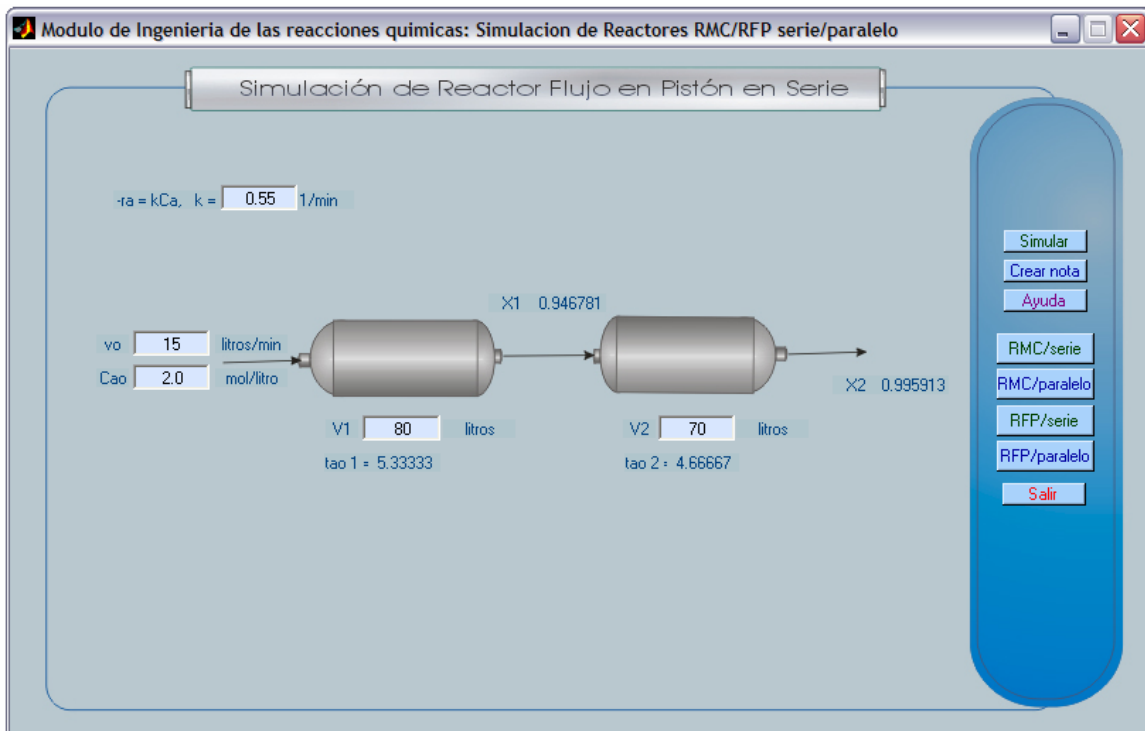 Modulo de Ingenieria de las reacciones quimicas: Simulacion de Reactores RMC/RFP serie/paralelo
Simulación de Reactor Flujo en Pistón en Serie
-ra = kCa, k = 0.55 1/min
Simular
Crear nota
Ayuda
X1 0.946781
vo 15 litros/min
Cao 2.0 mol/litro
X2 0.995913
RMC/serie
RMC/paralelo
RFP/serie
RFP/paralelo
Salir
V1 80 litros
V2 70 litros
tao 1 = 5.33333
tao 2 = 4.66667